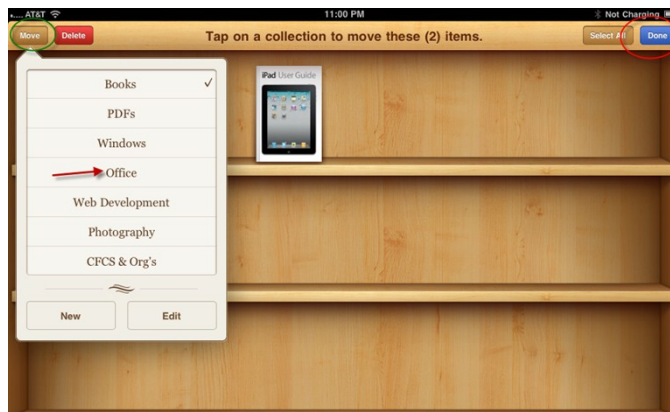 AT&T
11:00 PM
Not Charging
Move
Delete
Tap on a collection to move these (2) items.
Select All
Done
iPad User Guide
Books
PDFs
Windows
Office
Web Development
Photography
CFCS & Org's
New
Edit